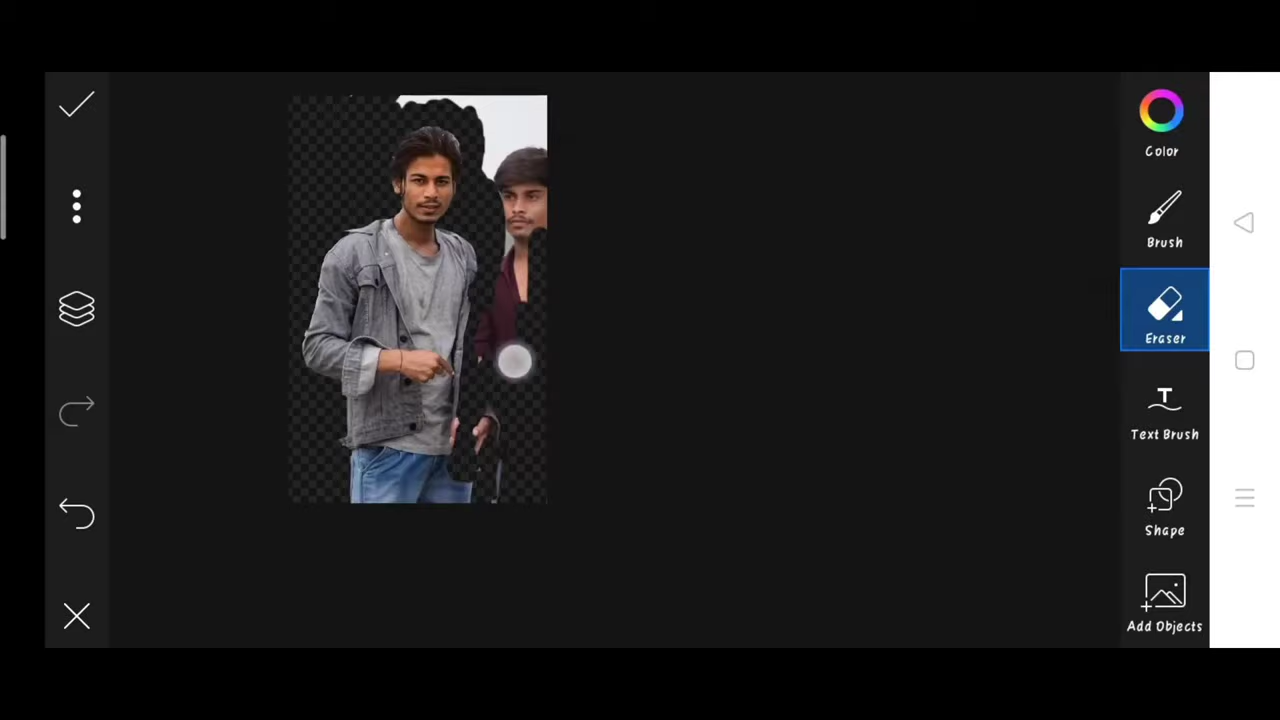 Color
Brush
Eraser
Text Brush
Shape
Add Objects